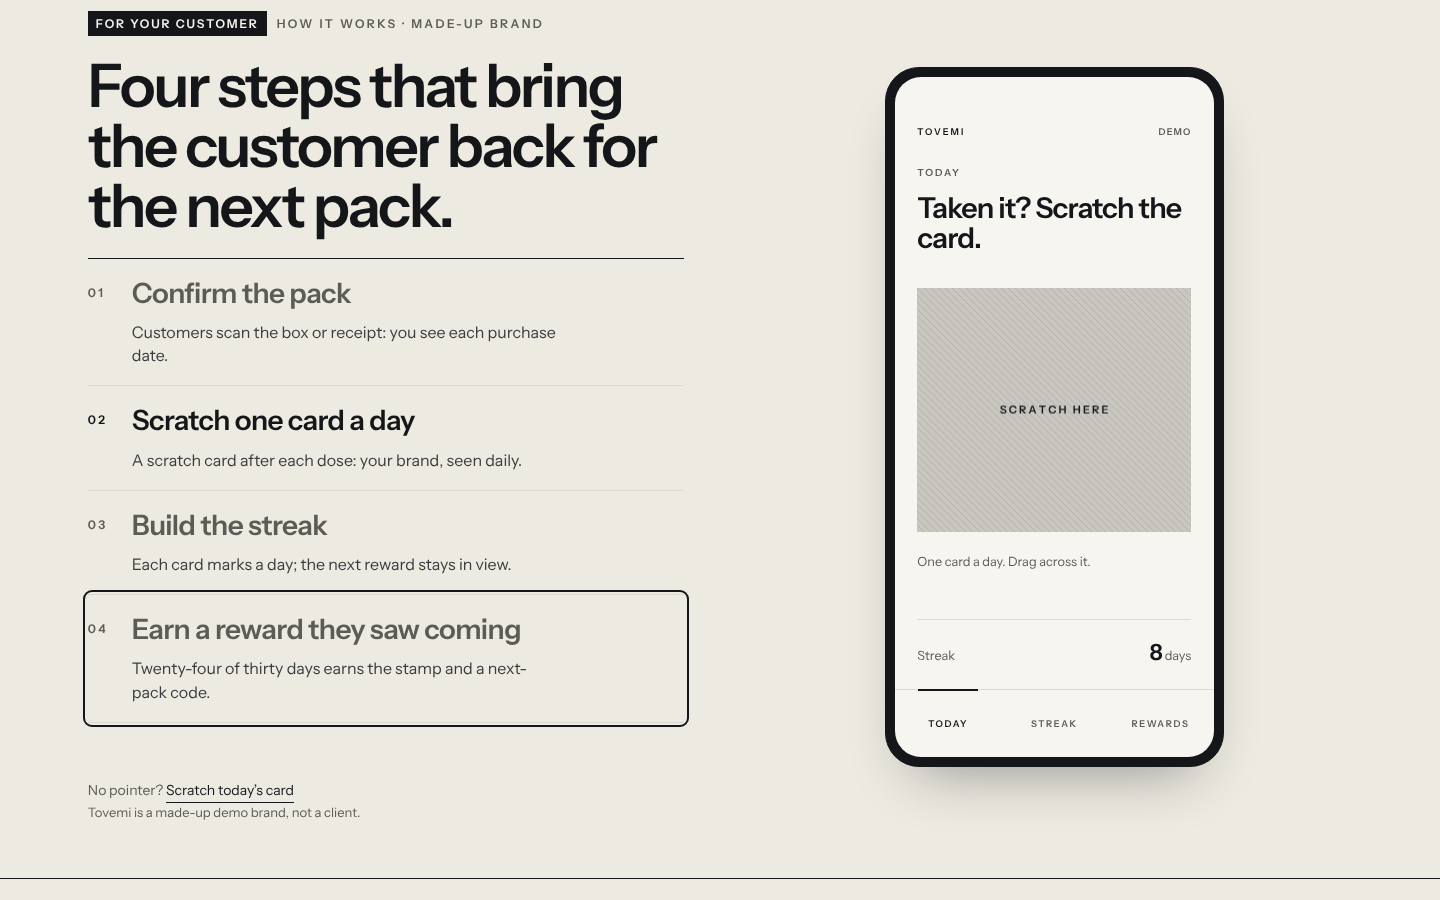 FOR YOUR CUSTOMER HOW IT WORKS · MADE-UP BRAND
Four steps that bring
the customer back for
the next pack.
01 Confirm the pack
Customers scan the box or receipt: you see each purchase
date.
02 Scratch one card a day
A scratch card after each dose: your brand, seen daily.
03 Build the streak
Each card marks a day; the next reward stays in view.
04 Earn a reward they saw coming
Twenty-four of thirty days earns the stamp and a next-
pack code.
No pointer? Scratch today’s card
Tovemi is a made-up demo brand, not a client.
TOVEMI DEMO
TODAY
Taken it? Scratch the
card.
SCRATCH HERE
One card a day. Drag across it.
Streak 8 days
TODAY STREAK REWARDS